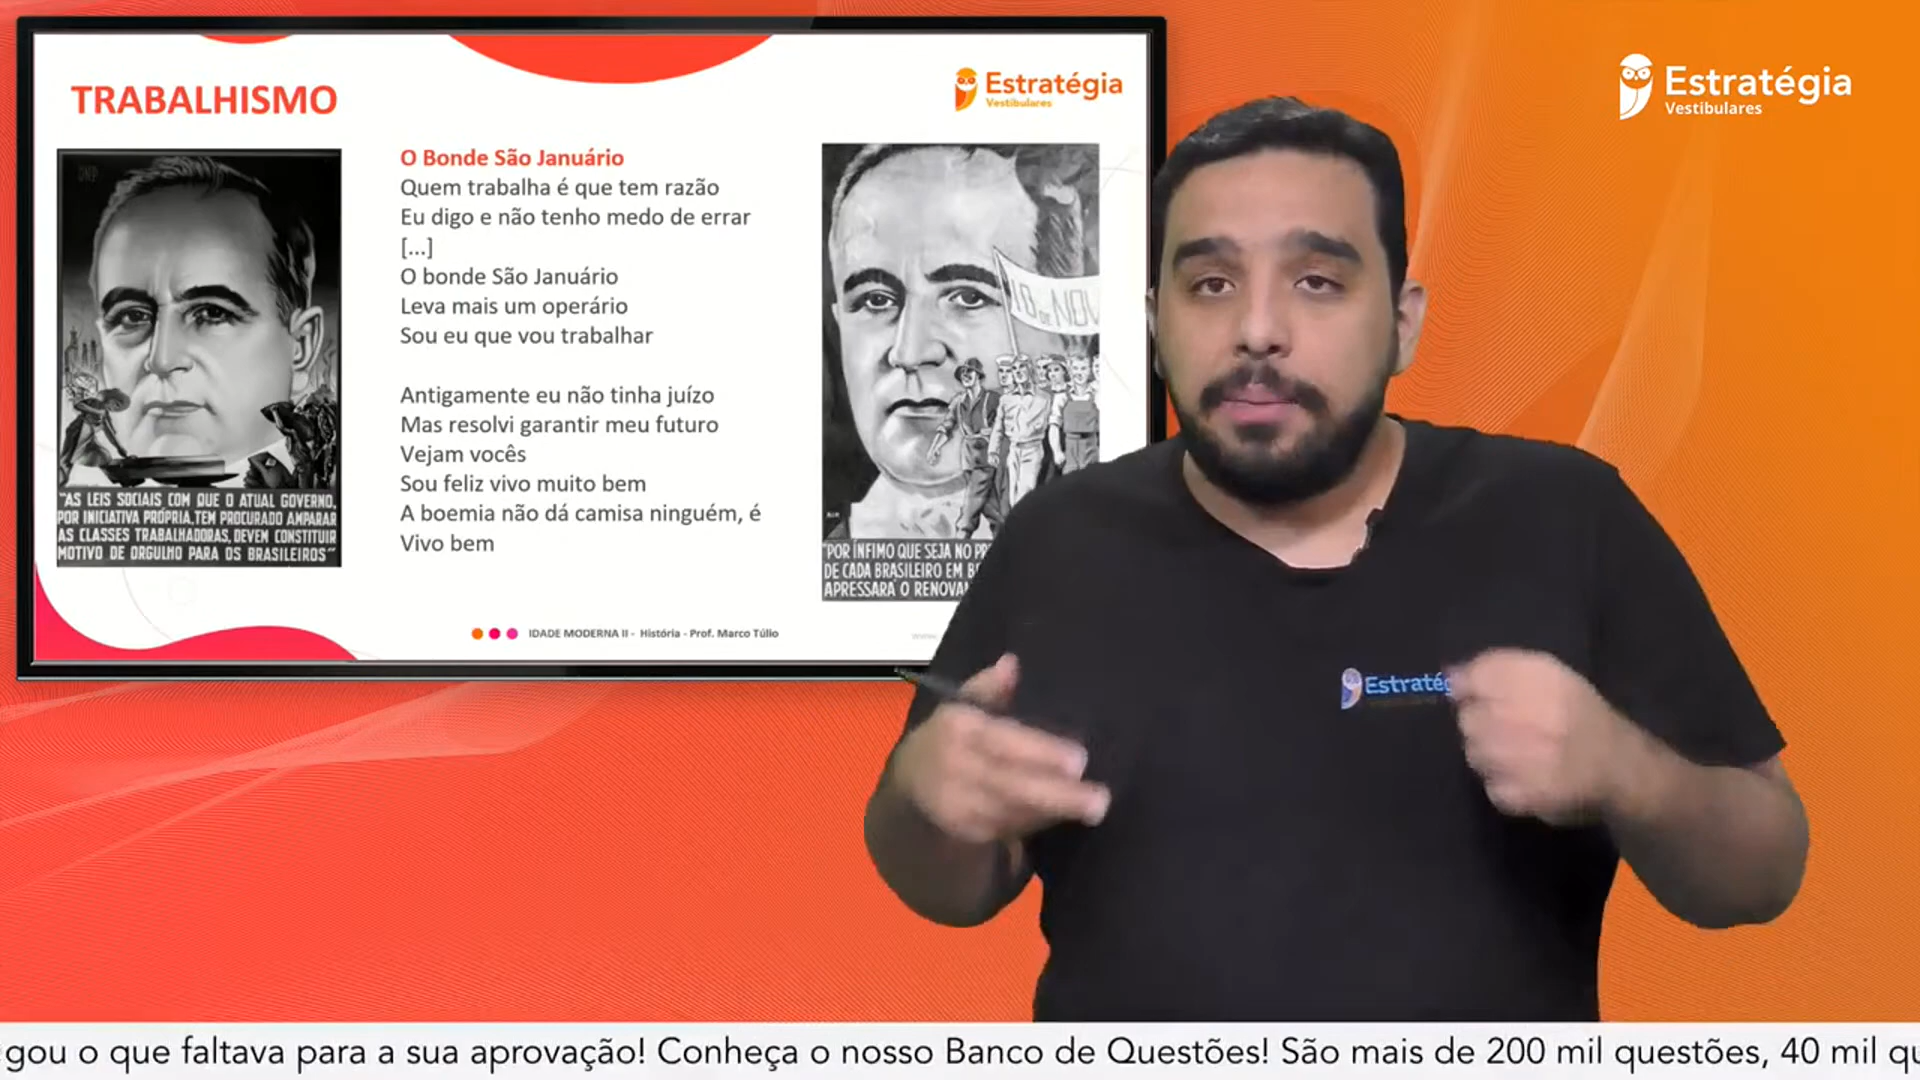 TRABALHISMO
Estratégia
Vestibulares
Estratégia
Vestibulares
DNP
"AS LEIS SOCIAIS COM QUE O ATUAL GOVERNO,
POR INICIATIVA PRÓPRIA, TEM PROCURADO AMPARAR
AS CLASSES TRABALHADORAS, DEVEM CONSTITUIR
MOTIVO DE ORGULHO PARA OS BRASILEIROS"
O Bonde São Januário
Quem trabalha é que tem razão
Eu digo e não tenho medo de errar
[...]
O bonde São Januário
Leva mais um operário
Sou eu que vou trabalhar
Antigamente eu não tinha juízo
Mas resolvi garantir meu futuro
Vejam vocês
Sou feliz vivo muito bem
A boemia não dá camisa ninguém, é
Vivo bem
10 DE NOV
"POR ÍNFIMO QUE SEJA NO
DE CADA BRASILEIRO EM
APRESSARÁ O
IDADE MODERNA II - História - Prof. Marco Túlio
www.
Estratég
gou o que faltava para a sua aprovação! Conheça o nosso Banco de Questões! São mais de 200 mil questões, 40 mil qu